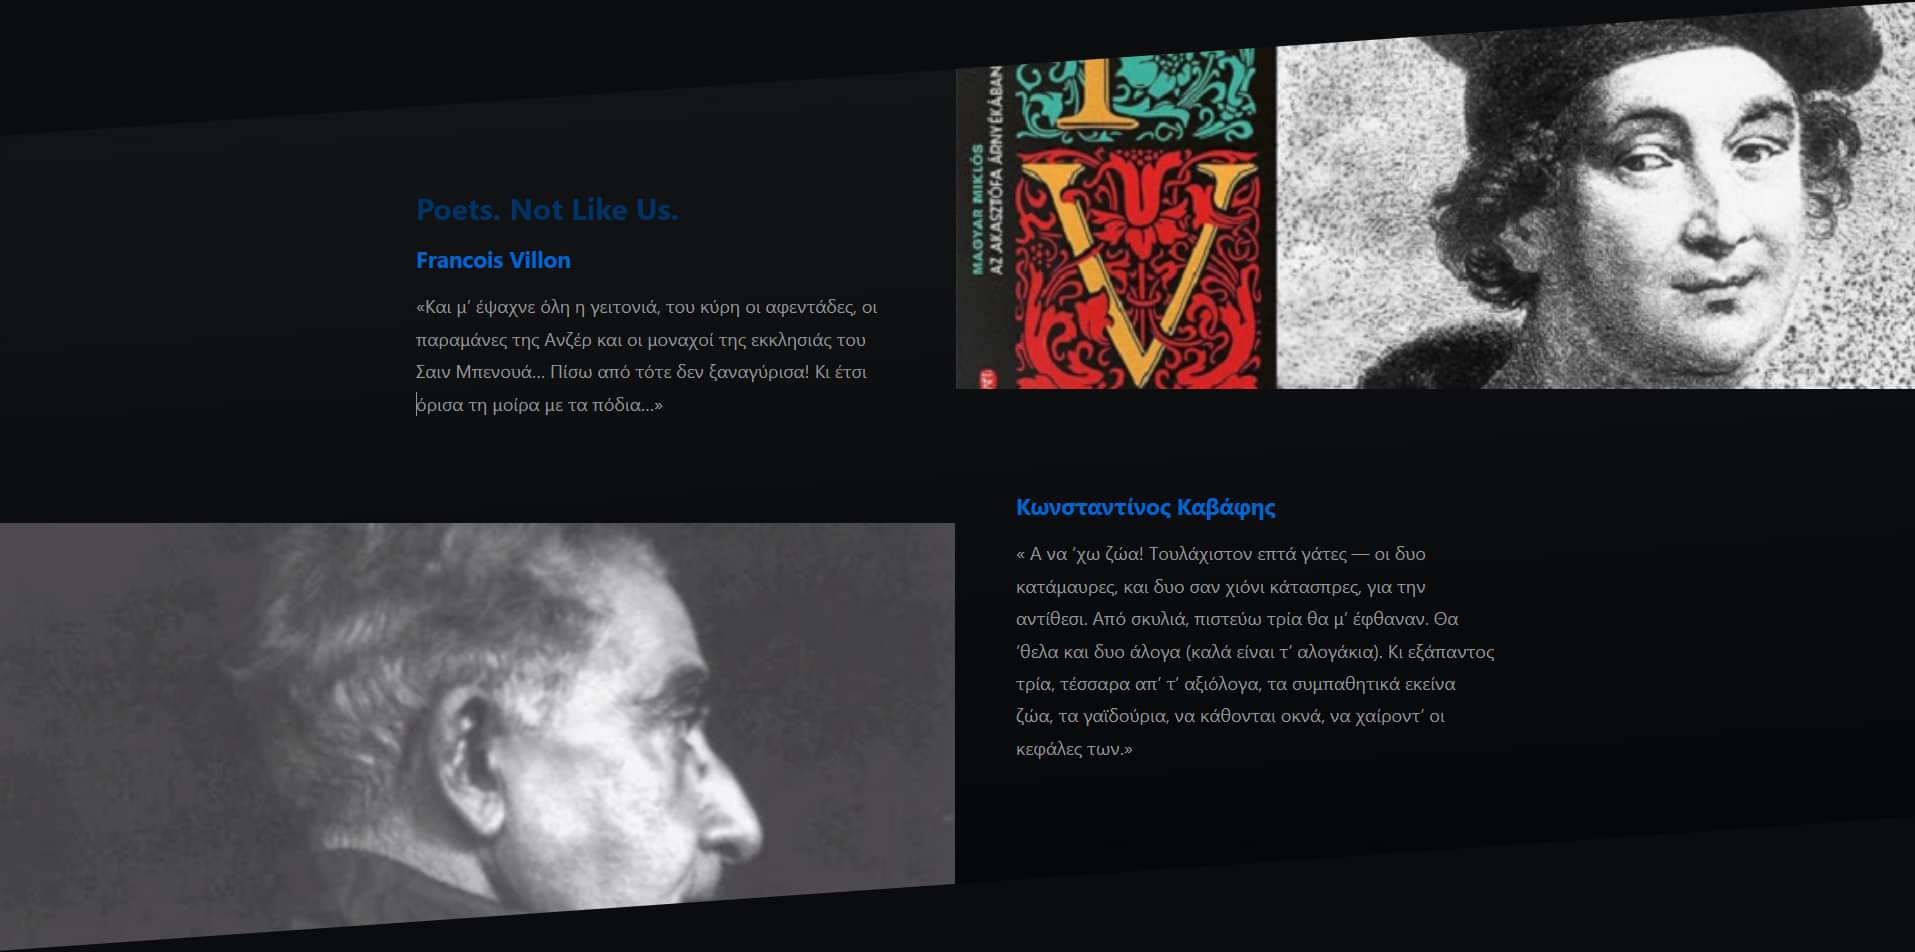 Poets. Not Like Us.
Francois Villon
«Και μ’ έψαχνε όλη η γειτονιά, του κύρη οι αφεντάδες, οι
παραμάνες της Ανζέρ και οι μοναχοί της εκκλησιάς του
Σαιν Μπενουά... Πίσω από τότε δεν ξαναγύρισα! Κι έτσι
όρισα τη μοίρα με τα πόδια...»
MAGYAR MIKLÓS
AZ AKASZTÓFA ÁRNYÉKÁBAN
V
Κωνσταντίνος Καβάφης
« Α να ’χω ζώα! Τουλάχιστον επτά γάτες — οι δυο
κατάμαυρες, και δυο σαν χιόνι κάτασπρες, για την
αντίθεσι. Από σκυλιά, πιστεύω τρία θα μ’ έφθαναν. Θα
’θελα και δυο άλογα (καλά είναι τ’ αλογάκια). Κι εξάπαντος
τρία, τέσσαρα απ’ τ’ αξιόλογα, τα συμπαθητικά εκείνα
ζώα, τα γαϊδούρια, να κάθονται οκνά, να χαίροντ’ οι
κεφάλες των.»